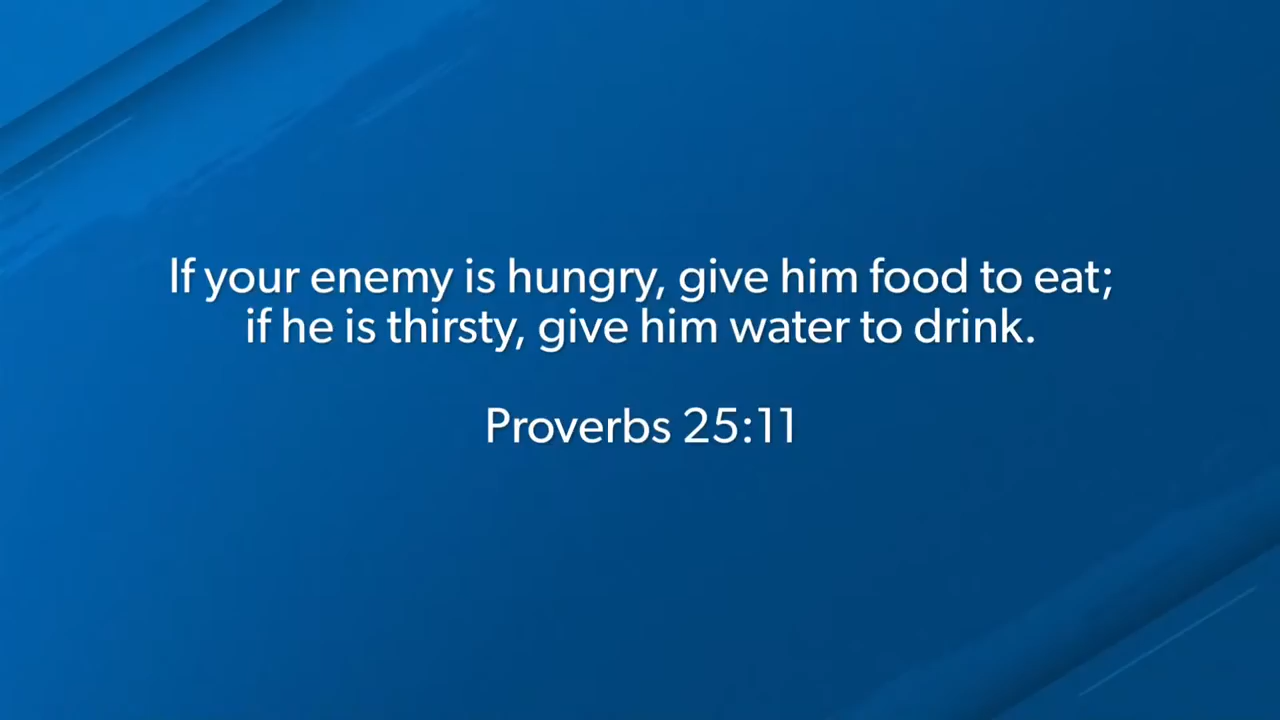 If your enemy is hungry, give him food to eat;
if he is thirsty, give him water to drink.
Proverbs 25:11